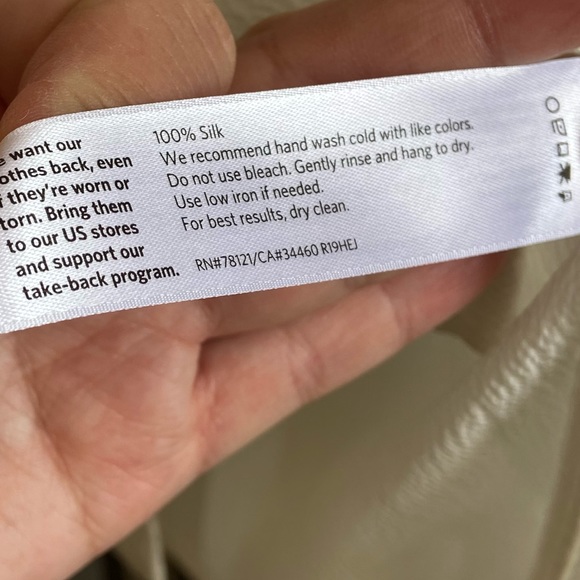 want our
othes back, even
they're worn or
torn. Bring them
to our US stores
and support our
take-back program.
100% Silk
We recommend hand wash cold with like colors.
Do not use bleach. Gently rinse and hang to dry.
Use low iron if needed.
For best results, dry clean.
RN#78121/CA#34460 R19HEJ